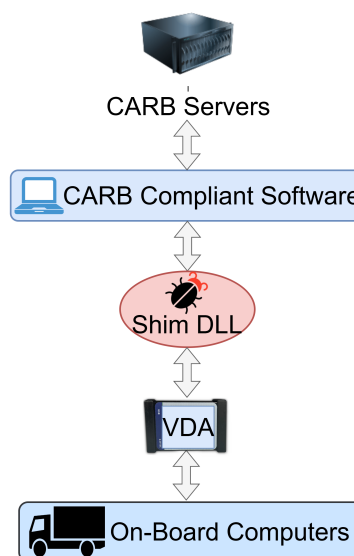 CARB Servers
CARB Compliant Software
Shim DLL
VDA
On-Board Computers